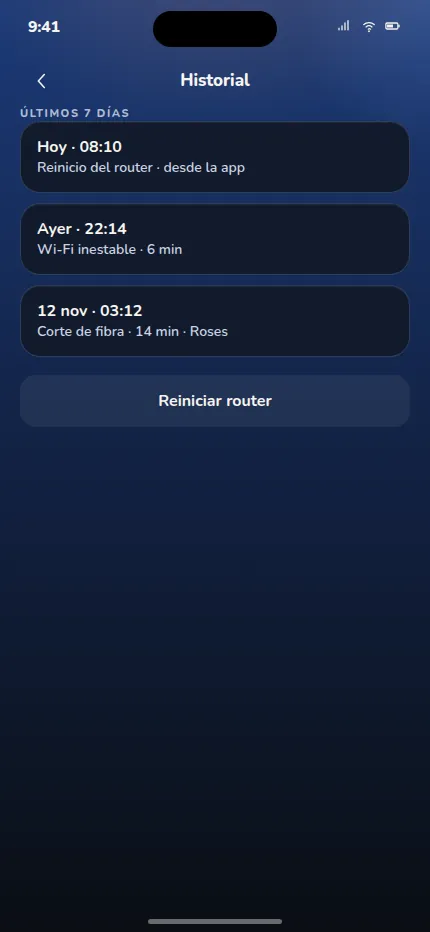 9:41
Historial
ÚLTIMOS 7 DÍAS
Hoy · 08:10
Reinicio del router · desde la app
Ayer · 22:14
Wi-Fi inestable · 6 min
12 nov · 03:12
Corte de fibra · 14 min · Roses
Reiniciar router